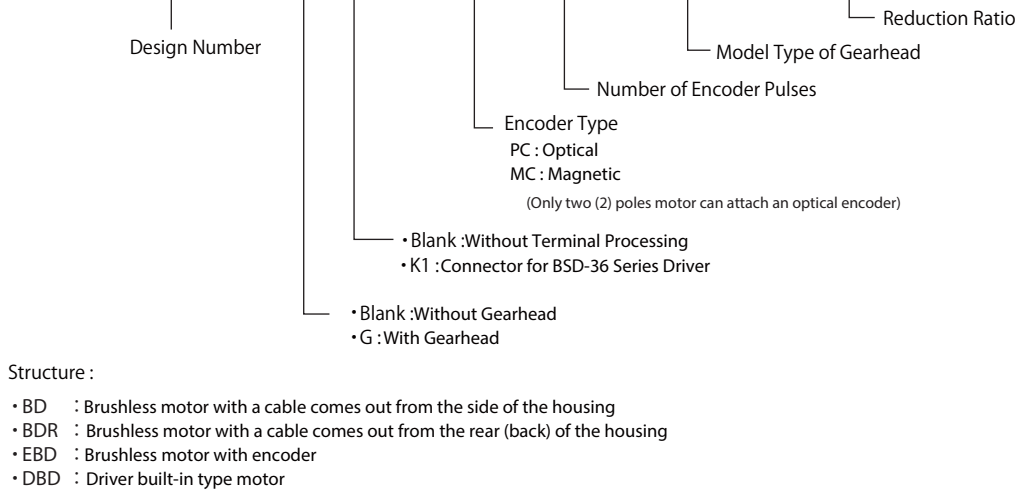 Reduction Ratio
Design Number
Model Type of Gearhead
Number of Encoder Pulses
Encoder Type
PC : Optical
MC : Magnetic
(Only two (2) poles motor can attach an optical encoder)
・Blank :Without Terminal Processing
・K1 :Connector for BSD-36 Series Driver
・Blank :Without Gearhead
・G :With Gearhead
Structure :
・BD : Brushless motor with a cable comes out from the side of the housing
・BDR : Brushless motor with a cable comes out from the rear (back) of the housing
・EBD : Brushless motor with encoder
・DBD : Driver built-in type motor